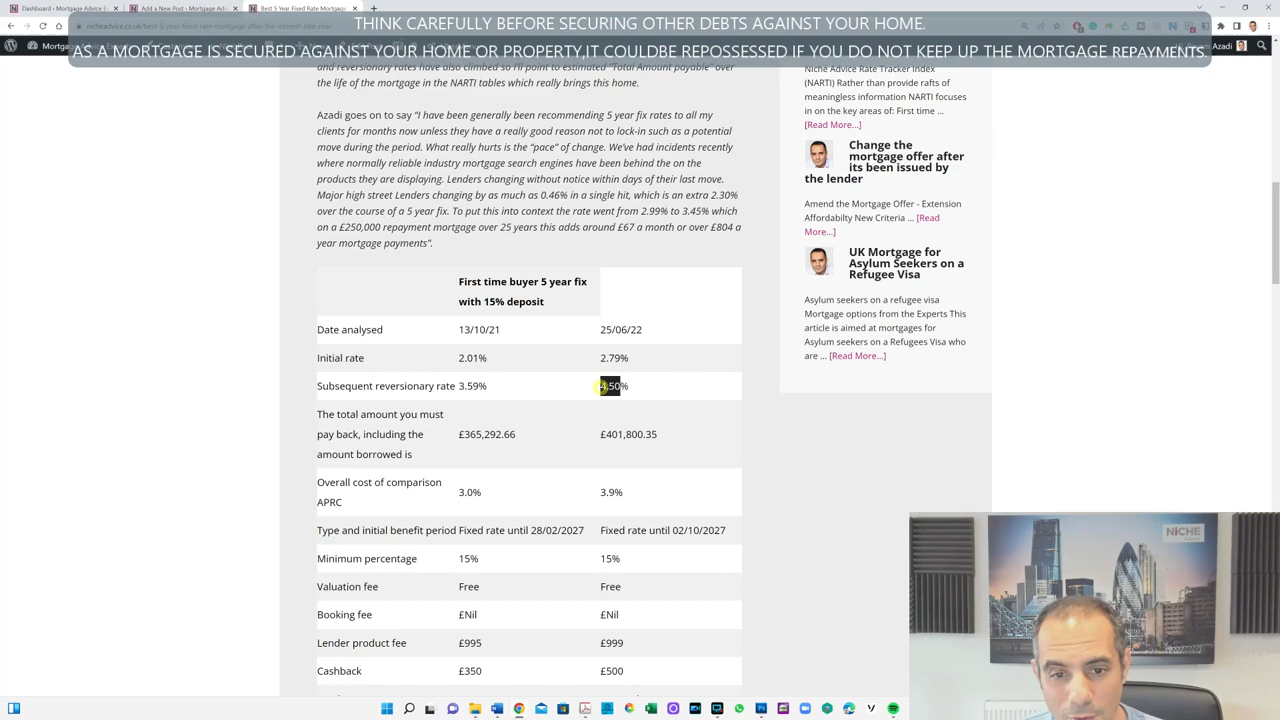 Dashboard ‹ Mortgage Advice E
Add a New Post ‹ Mortgage Adv
Best 5 Year Fixed Rate Mortgage
THINK CAREFULLY BEFORE SECURING OTHER DEBTS AGAINST YOUR HOME.
AS A MORTGAGE IS SECURED AGAINST YOUR HOME OR PROPERTY,IT COULDBE REPOSSESSED IF YOU DO NOT KEEP UP THE MORTGAGE REPAYMENTS.
Azadi
and reversionary rates have also climbed so I'll point to estimated "Total Amount payable" over
the life of the mortgage in the NARTI tables which really brings this home.
Azadi goes on to say "I have been generally been recommending 5 year fix rates to all my
clients for months now unless they have a really good reason not to lock-in such as a potential
move during the period. What really hurts is the "pace" of change. We've had incidents recently
where normally reliable industry mortgage search engines have been behind the on the
products they are displaying. Lenders changing without notice within days of their last move.
Major high street Lenders changing by as much as 0.46% in a single hit, which is an extra 2.30%
over the course of a 5 year fix. To put this into context the rate went from 2.99% to 3.45% which
on a £250,000 repayment mortgage over 25 years this adds around £67 a month or over £804 a
year mortgage payments".
First time buyer 5 year fix
with 15% deposit
Date analysed 13/10/21 25/06/22
Initial rate 2.01% 2.79%
Subsequent reversionary rate 3.59% 4.50%
The total amount you must
pay back, including the £365,292.66 £401,800.35
amount borrowed is
Overall cost of comparison
APRC 3.0% 3.9%
Type and initial benefit period Fixed rate until 28/02/2027 Fixed rate until 02/10/2027
Minimum percentage 15% 15%
Valuation fee Free Free
Booking fee £Nil £Nil
Lender product fee £995 £999
Cashback £350 £500
Niche Advice Rate Tracker Index
(NARTI) Rather than provide rafts of
meaningless information NARTI focuses
in on the key areas of: First time ...
[Read More...]
Change the
mortgage offer after
its been issued by
the lender
Amend the Mortgage Offer - Extension
Affordabilty New Criteria ... [Read
More...]
UK Mortgage for
Asylum Seekers on a
Refugee Visa
Asylum seekers on a refugee visa
Mortgage options from the Experts This
article is aimed at mortgages for
Asylum seekers on a Refugees Visa who
are ... [Read More...]
NICHE